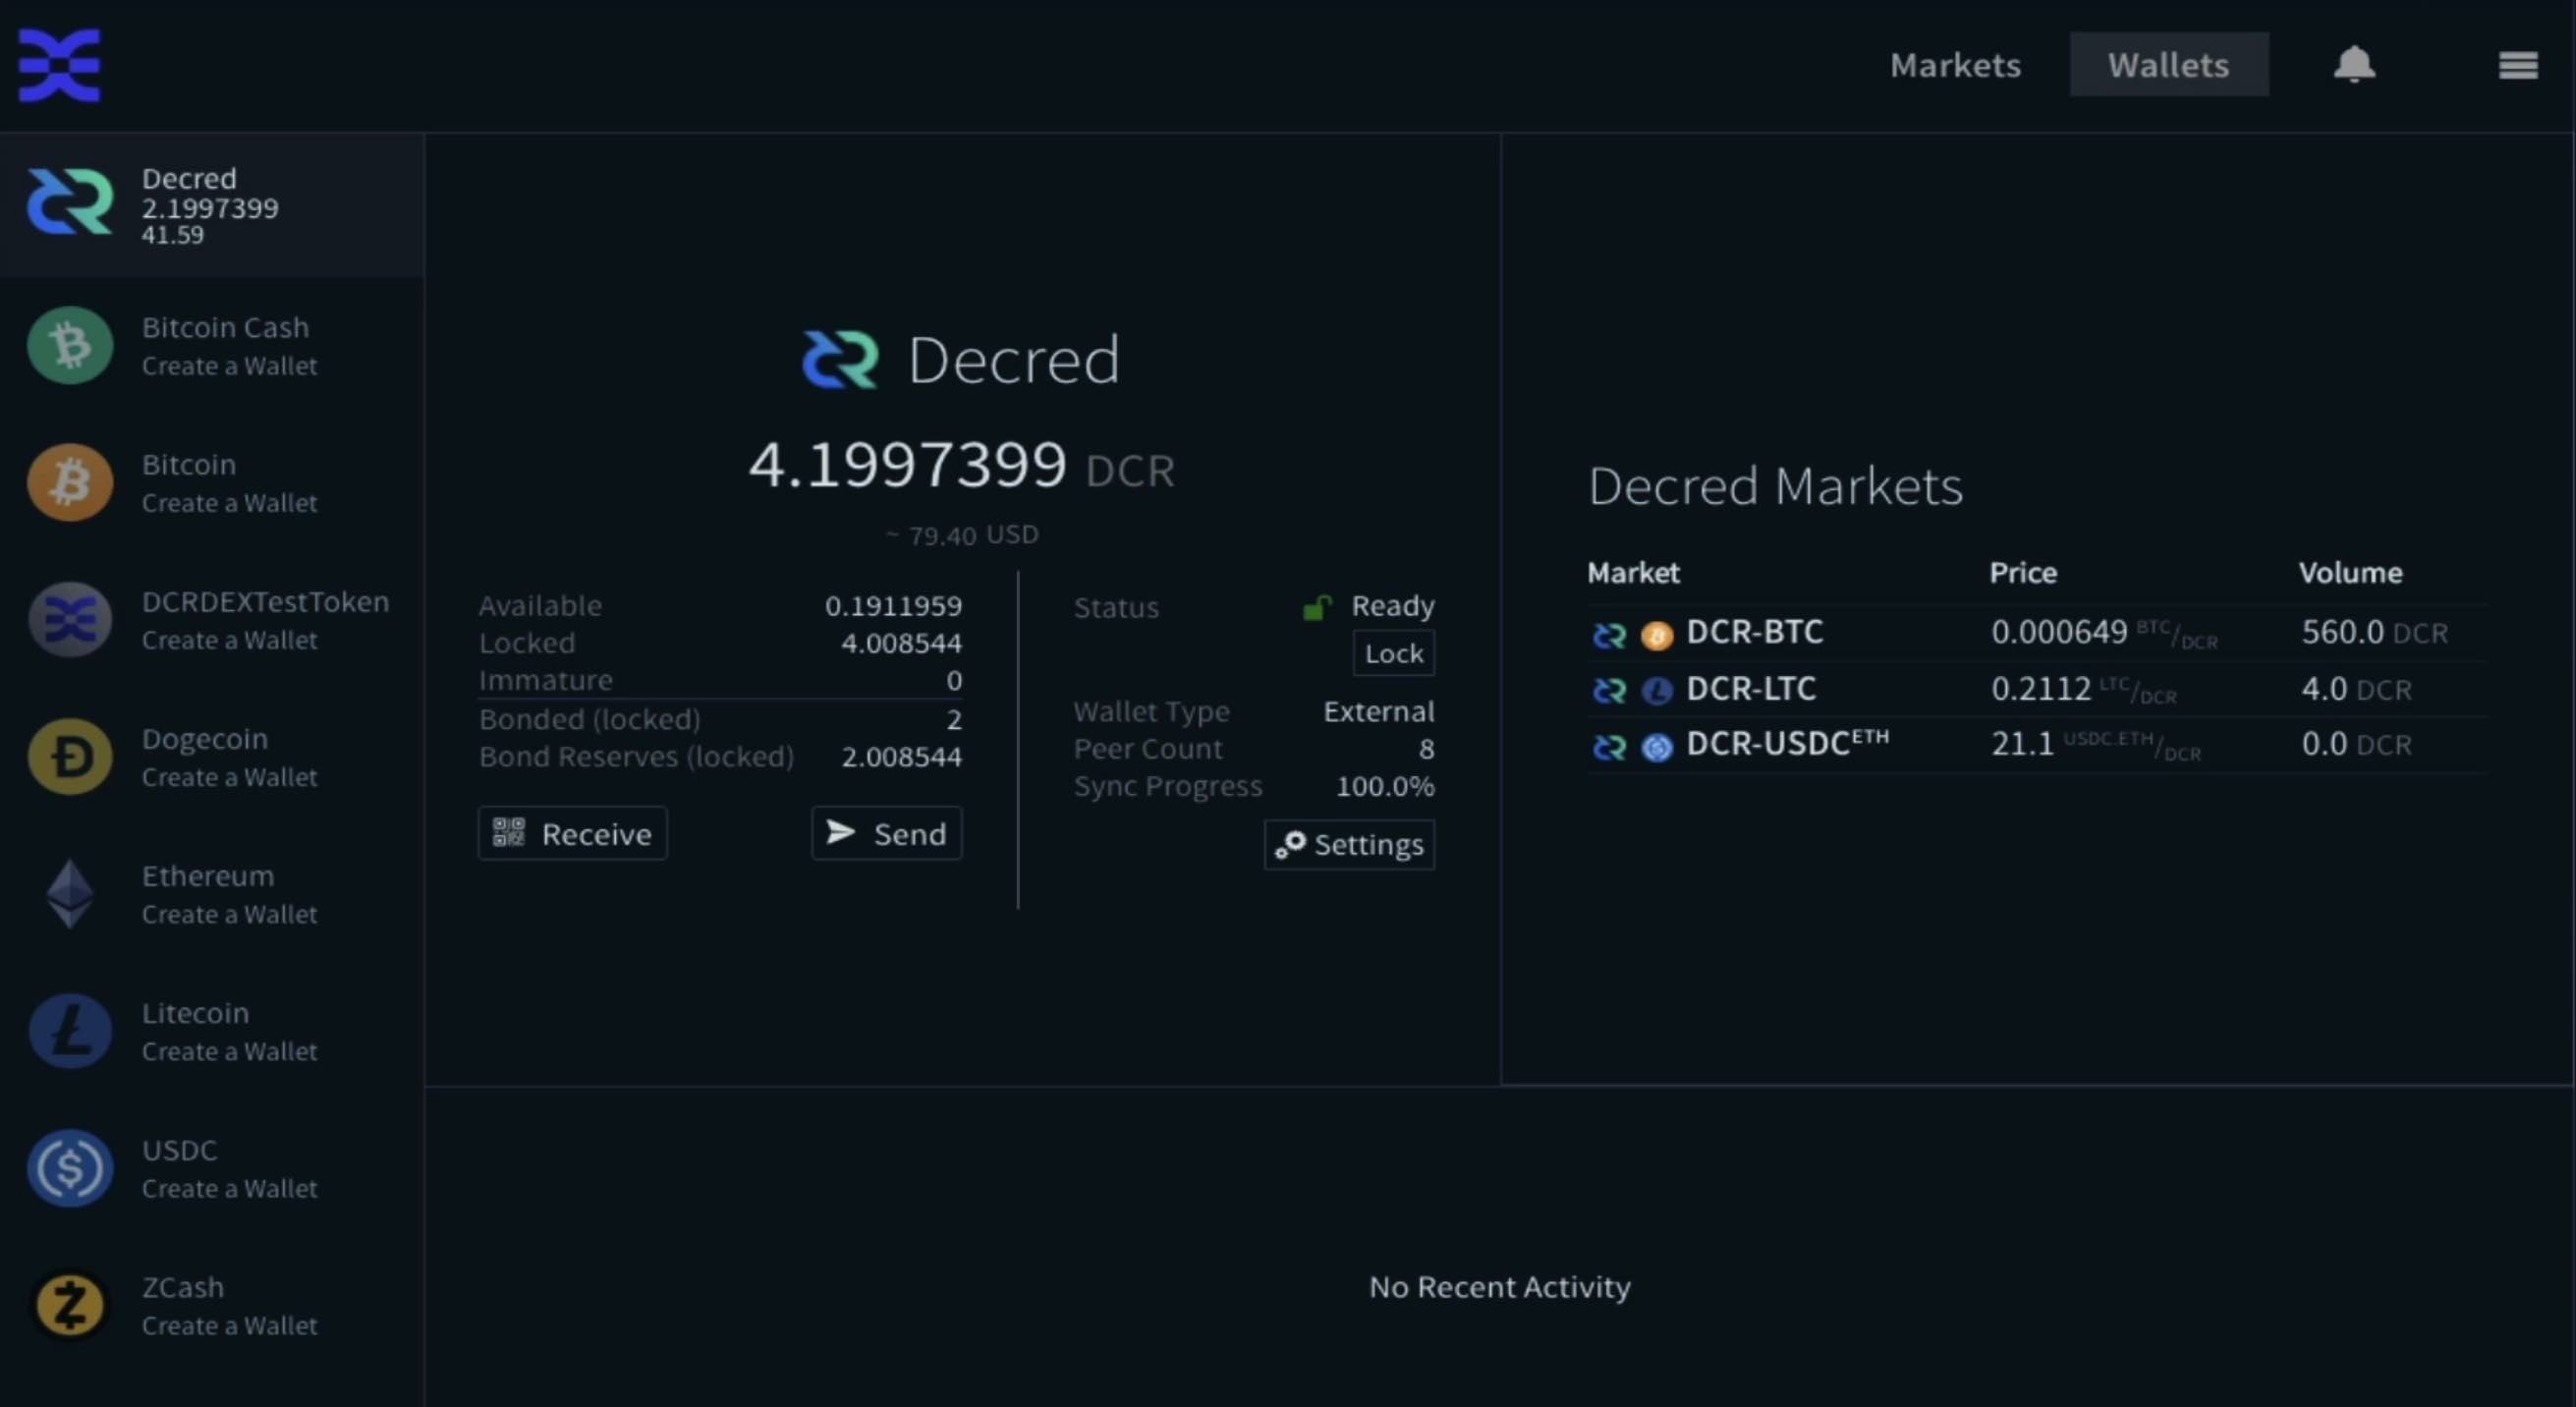 Markets
Wallets
Decred
2.1997399
41.59
Bitcoin Cash
Create a Wallet
Bitcoin
Create a Wallet
DCRDEXTestToken
Create a Wallet
Dogecoin
Create a Wallet
Ethereum
Create a Wallet
Litecoin
Create a Wallet
USDC
Create a Wallet
ZCash
Create a Wallet
Decred
4.1997399 DCR
~ 79.40 USD
Available 0.1911959
Locked 4.008544
Immature 0
Bonded (locked) 2
Bond Reserves (locked) 2.008544
Receive Send
Status Ready
Lock
Wallet Type External
Peer Count 8
Sync Progress 100.0%
Settings
Decred Markets
Market Price Volume
DCR-BTC 0.000649 BTC/DCR 560.0 DCR
DCR-LTC 0.2112 LTC/DCR 4.0 DCR
DCR-USDC ETH 21.1 USDC.ETH/DCR 0.0 DCR
No Recent Activity